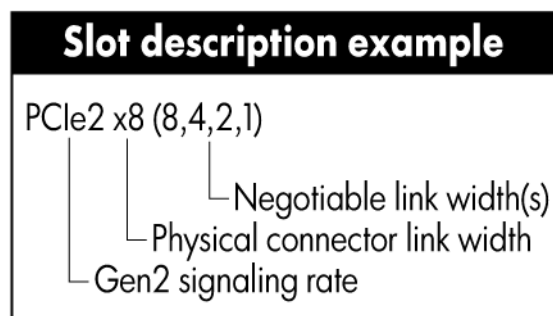 Slot description example
PCIe2 x8 (8,4,2,1)
Negotiable link width(s)
Physical connector link width
Gen2 signaling rate